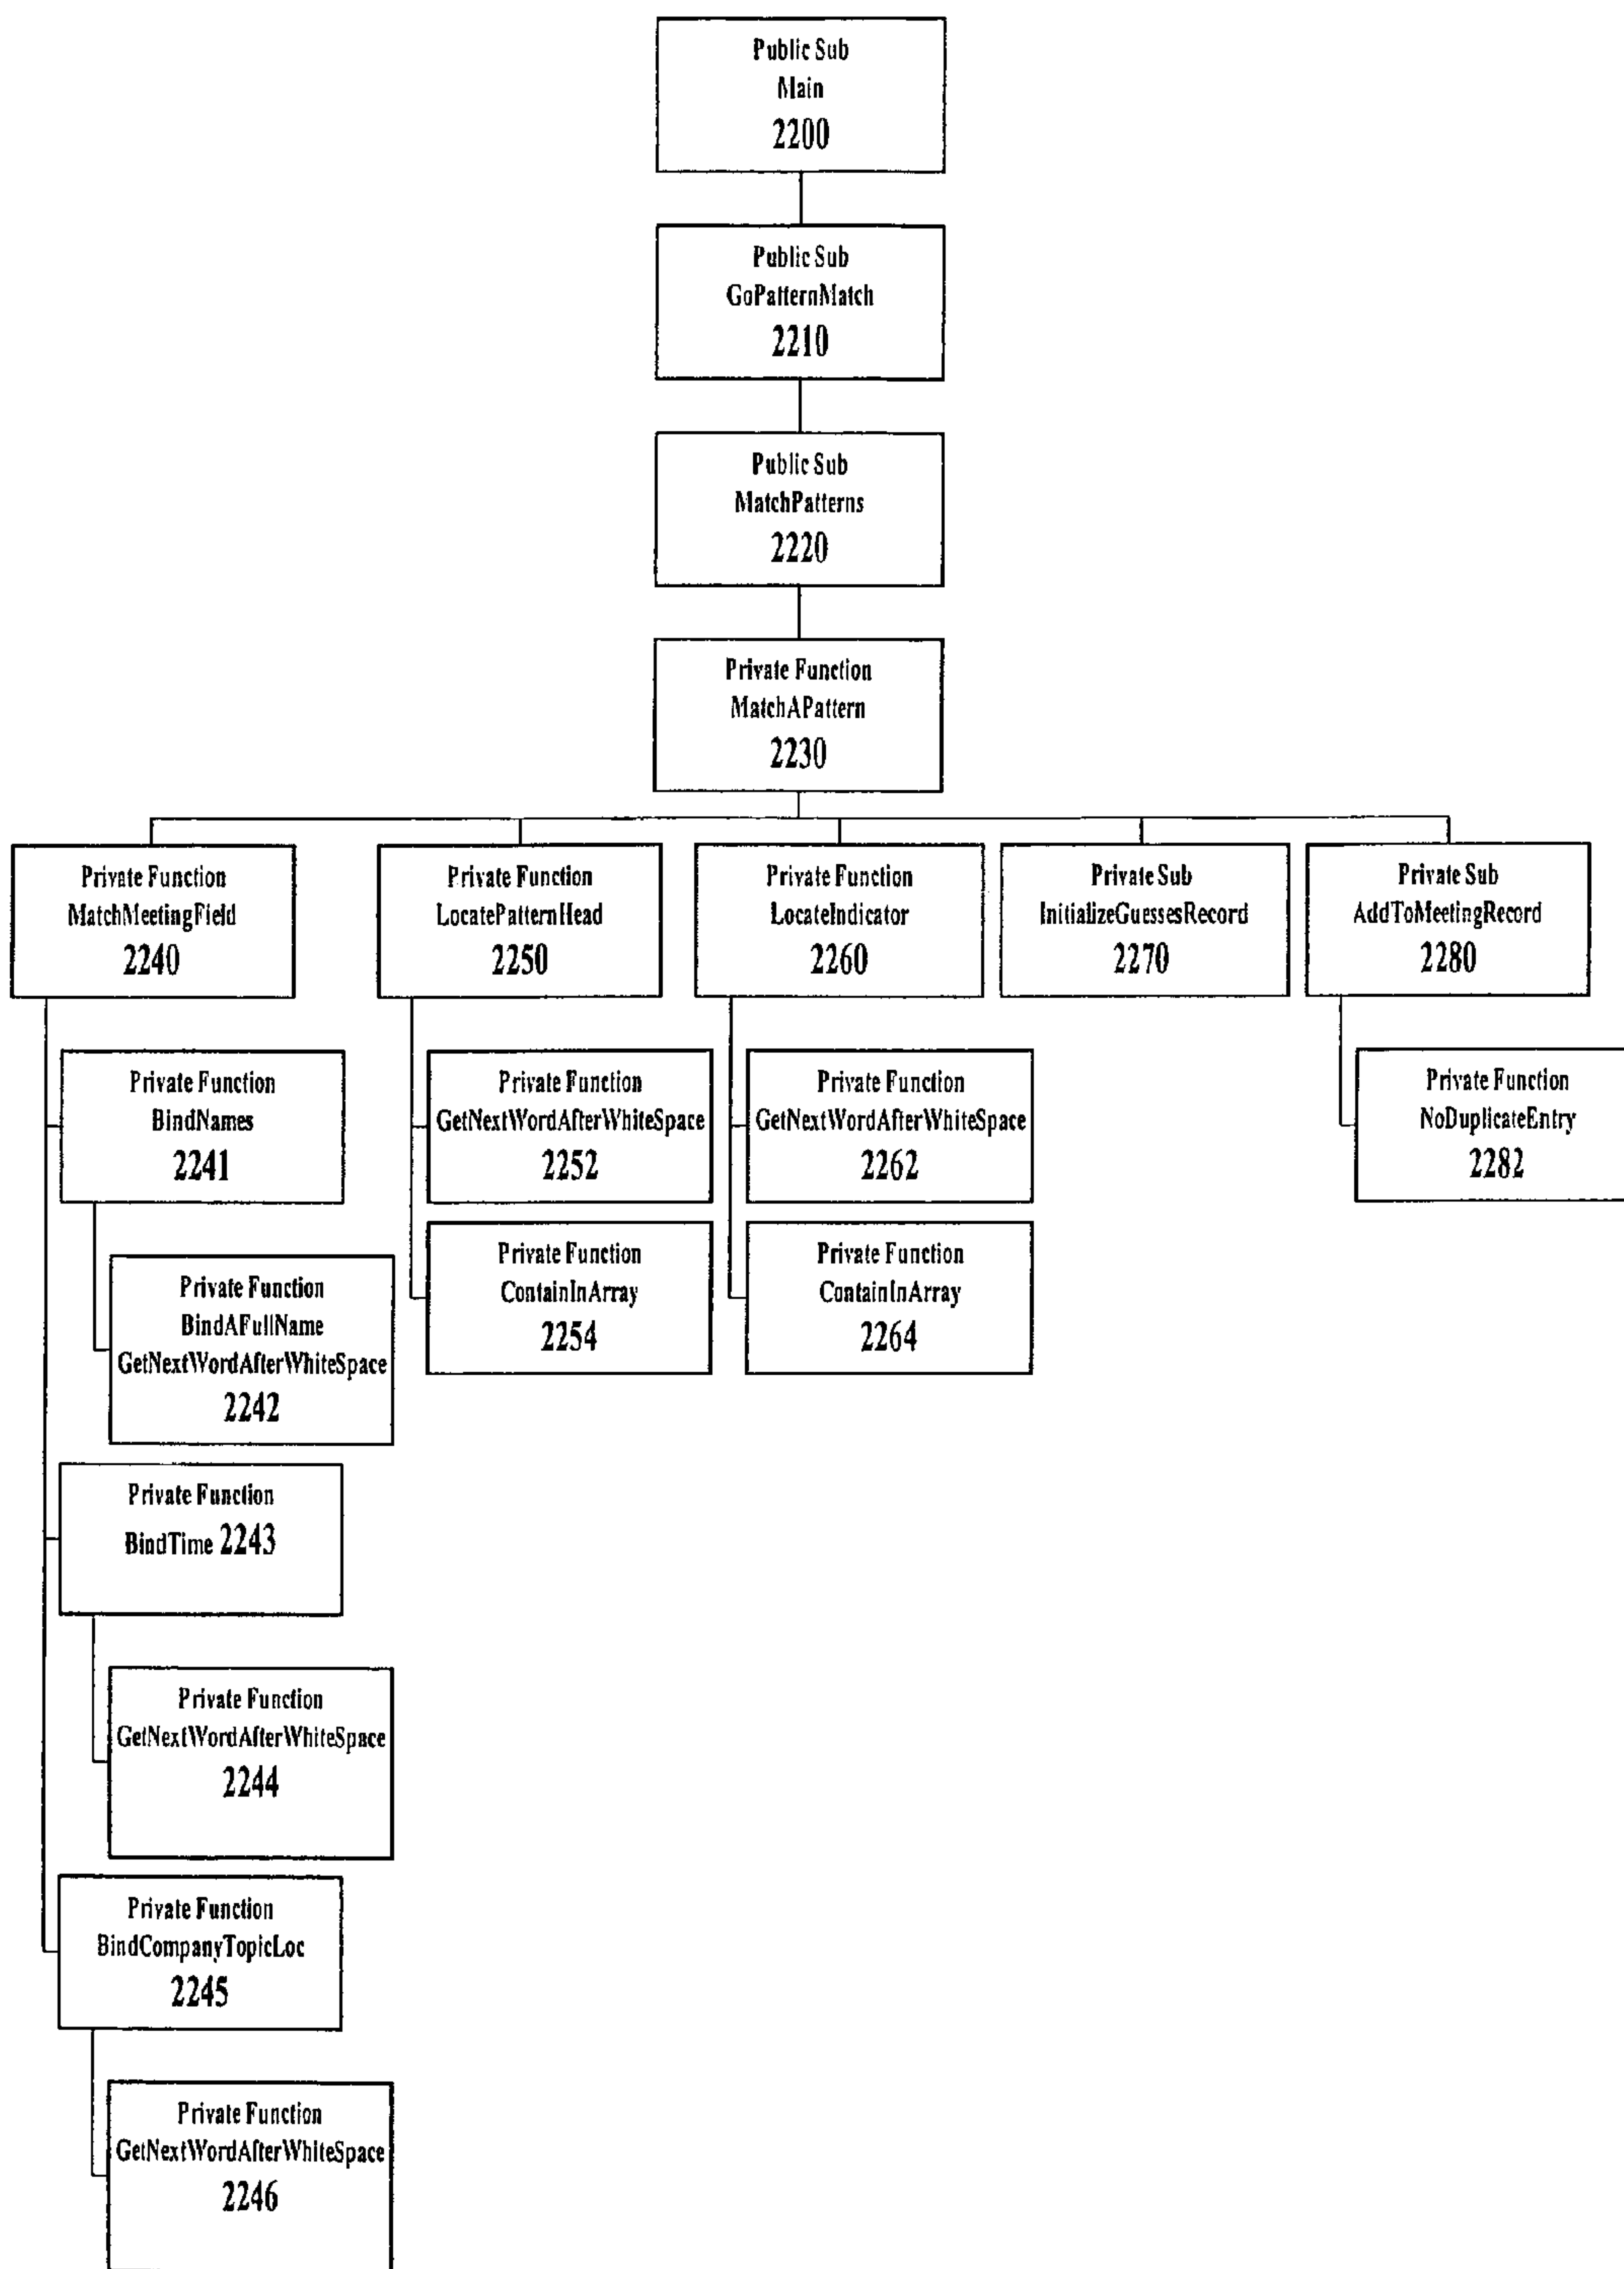 Public Sub
Main
2200
Public Sub
GoPatternMatch
2210
Public Sub
MatchPatterns
2220
Private Function
MatchAPattern
2230
Private Function
MatchMeetingField
2240
Private Function
LocatePatternHead
2250
Private Function
LocateIndicator
2260
Private Sub
InitializeGuessesRecord
2270
Private Sub
AddToMeetingRecord
2280
Private Function
BindNames
2241
Private Function
GetNextWordAfterWhiteSpace
2252
Private Function
GetNextWordAfterWhiteSpace
2262
Private Function
NoDuplicateEntry
2282
Private Function
ContainInArray
2254
Private Function
ContainInArray
2264
Private Function
BindAFullName
GetNextWordAfterWhiteSpace
2242
Private Function
BindTime 2243
Private Function
GetNextWordAfterWhiteSpace
2244
Private Function
BindCompanyTopicLoc
2245
Private Function
GetNextWordAfterWhiteSpace
2246